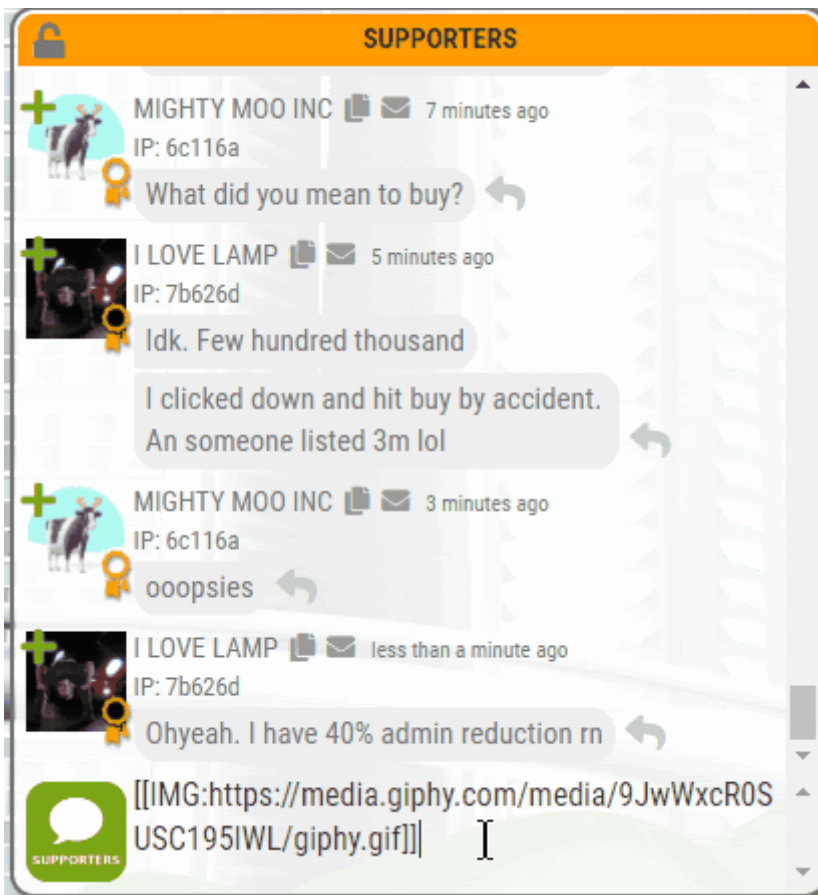 SUPPORTERS
MIGHTY MOO INC 7 minutes ago
IP: 6c116a
What did you mean to buy?
I LOVE LAMP 5 minutes ago
IP: 7b626d
Idk. Few hundred thousand
I clicked down and hit buy by accident.
An someone listed 3m lol
MIGHTY MOO INC 3 minutes ago
IP: 6c116a
ooopsies
I LOVE LAMP less than a minute ago
IP: 7b626d
Ohyeah. I have 40% admin reduction rn
[[IMG:https://media.giphy.com/media/9JwWxcR0S
USC195IWL/giphy.gif]]
SUPPORTERS